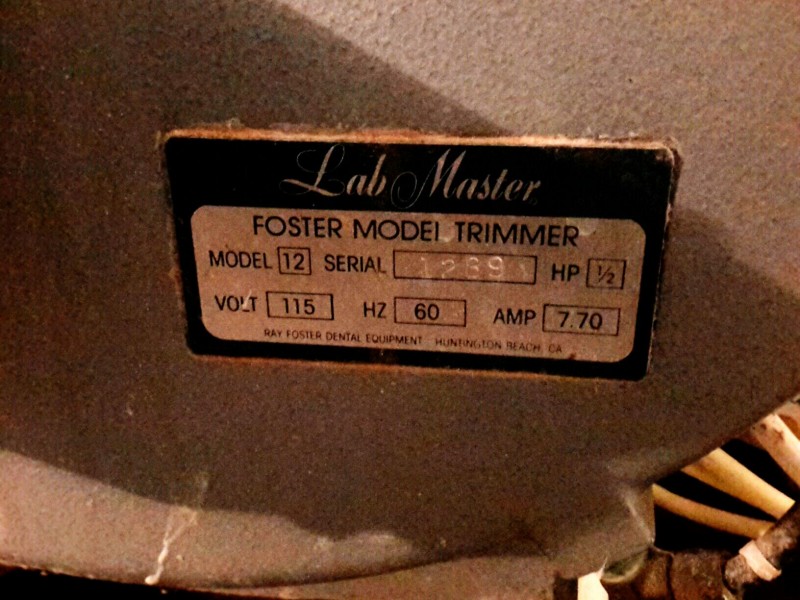 Lab Master
FOSTER MODEL TRIMMER
MODEL 12 SERIAL 1289 HP 1/2
VOLT 115 HZ 60 AMP 7.70
RAY FOSTER DENTAL EQUIPMENT HUNTINGTON BEACH, CA